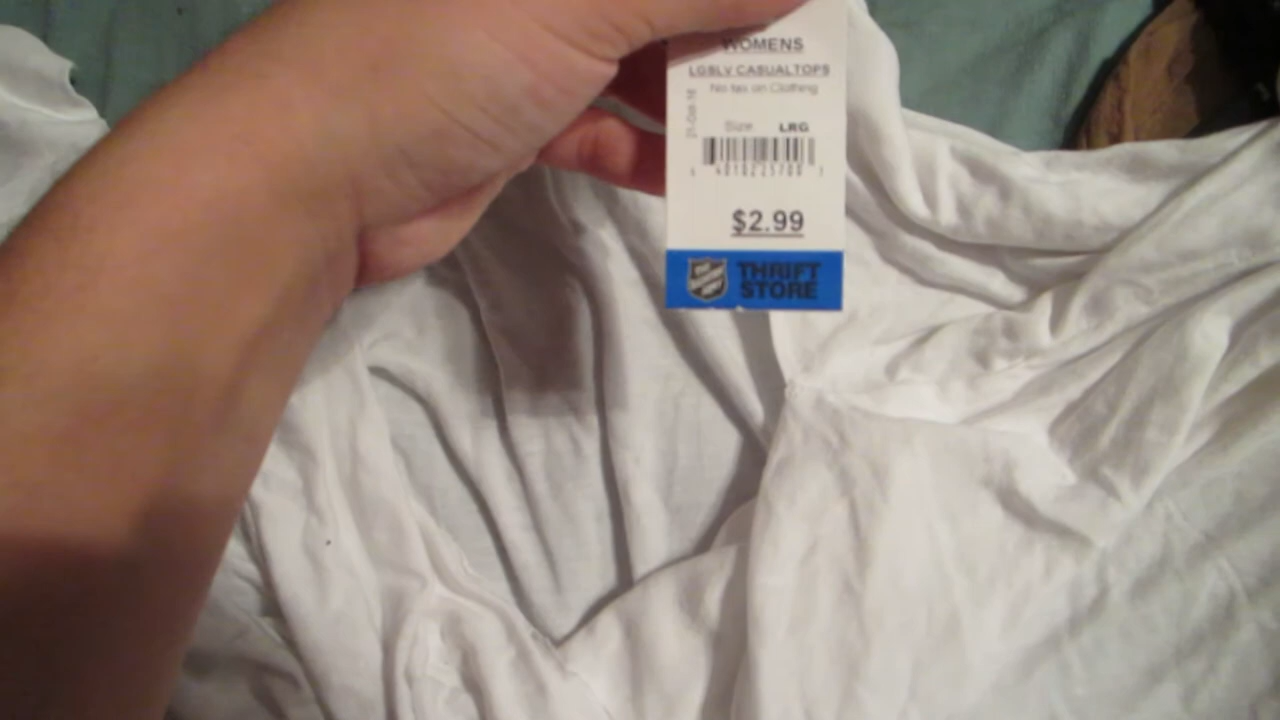 WOMENS
LGSLV CASUALTOPS
No tax on Clothing
Size LRG
$2.99
THRIFT
STORE